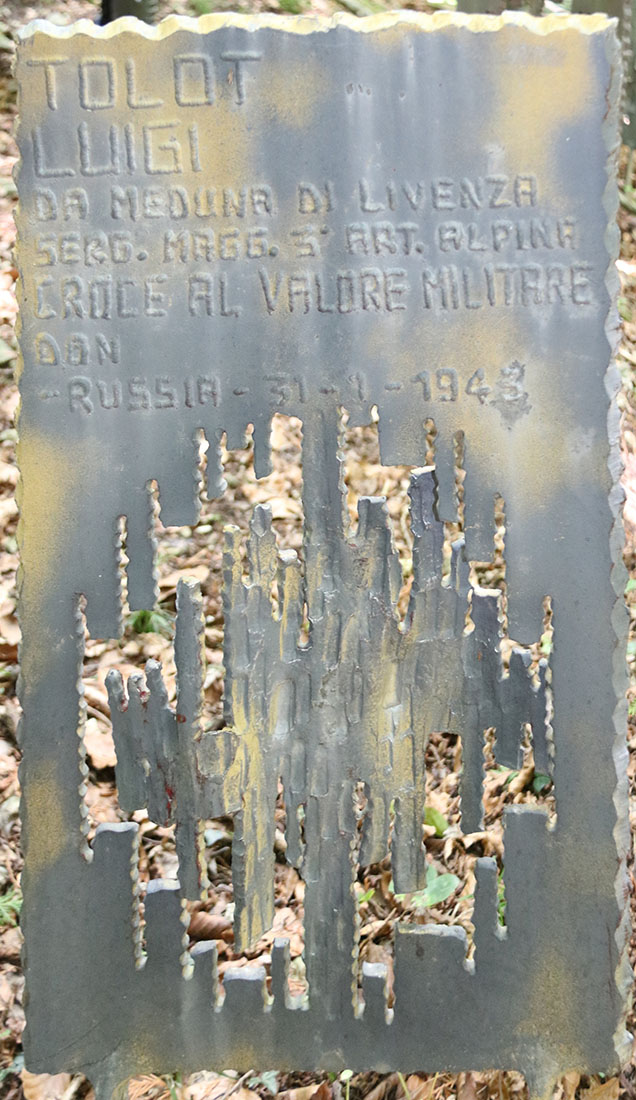 TOLOT
LUIGI
DA MEDUNA DI LIVENZA
SERG. MAGG. 3° ART. ALPINA
CROCE AL VALORE MILITARE
DON
-RUSSIA-31-1-1943